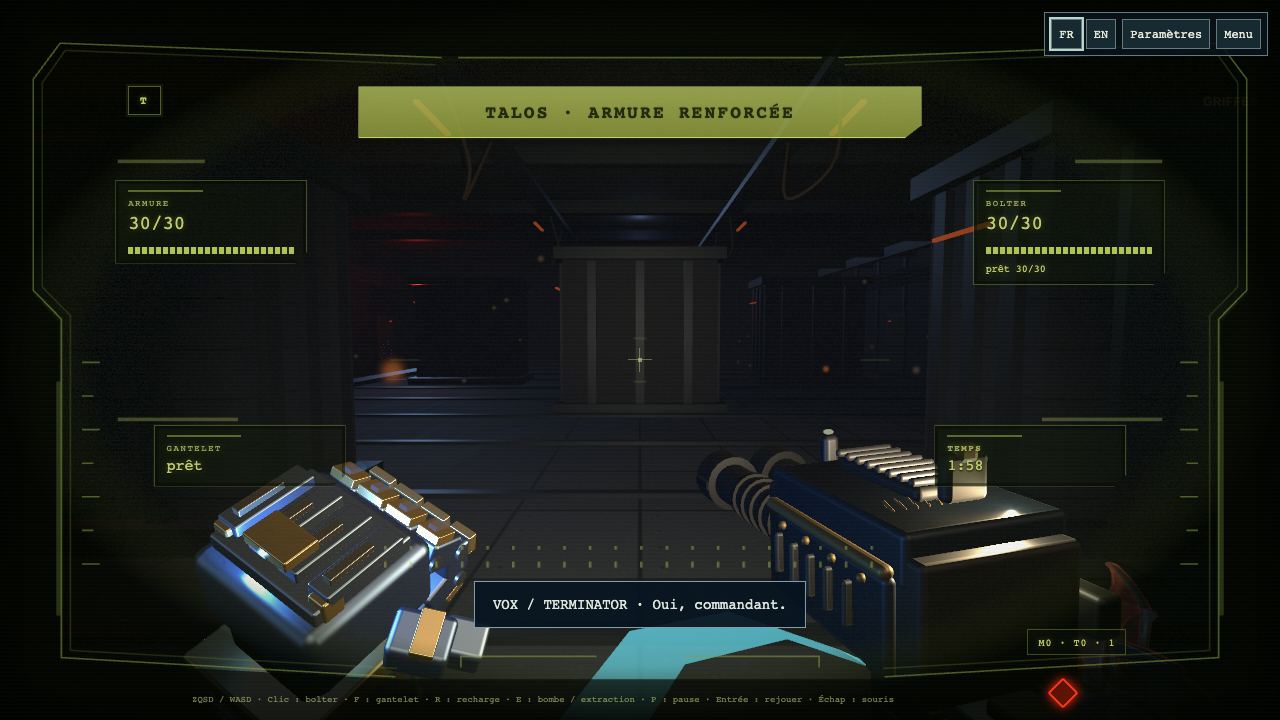 FR EN Paramètres Menu
T
TALOS · ARMURE RENFORCÉE
GRIFFE
ARMURE
30/30
BOLTER
30/30
prêt 30/30
GANTELET
prêt
TEMPS
1:58
VOX / TERMINATOR · Oui, commandant.
M0 · T0 · 1
ZQSD / WASD · Clic : bolter · F : gantelet · R : recharge · E : bombe / extraction · P : pause · Entrée : rejouer · Échap : souris